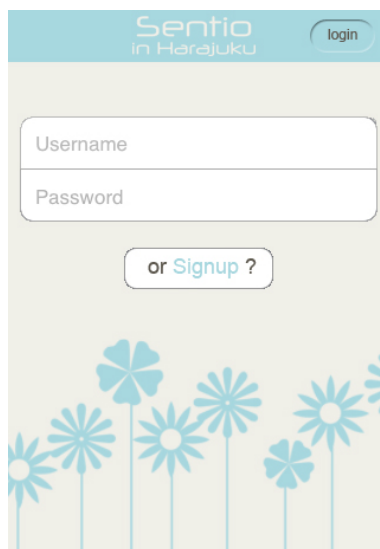 Sentio
in Harajuku
login
Username
Password
or Signup ?